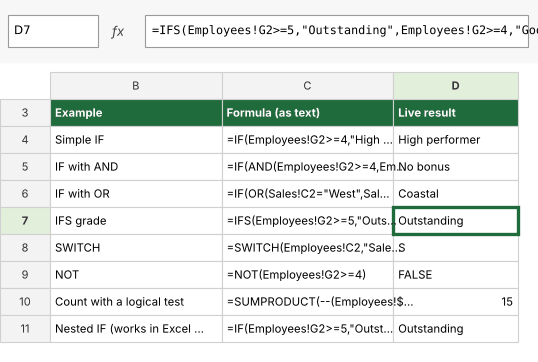 D7 fx =IFS(Employees!G2>=5,"Outstanding",Employees!G2>=4,"Goo
B C D
3 Example Formula (as text) Live result
4 Simple IF =IF(Employees!G2>=4,"High ... High performer
5 IF with AND =IF(AND(Employees!G2>=4,Em... No bonus
6 IF with OR =IF(OR(Sales!C2="West",Sal... Coastal
7 IFS grade =IFS(Employees!G2>=5,"Outs... Outstanding
8 SWITCH =SWITCH(Employees!C2,"Sale... S
9 NOT =NOT(Employees!G2>=4) FALSE
10 Count with a logical test =SUMPRODUCT(--(Employees!$... 15
11 Nested IF (works in Excel ... =IF(Employees!G2>=5,"Outst... Outstanding